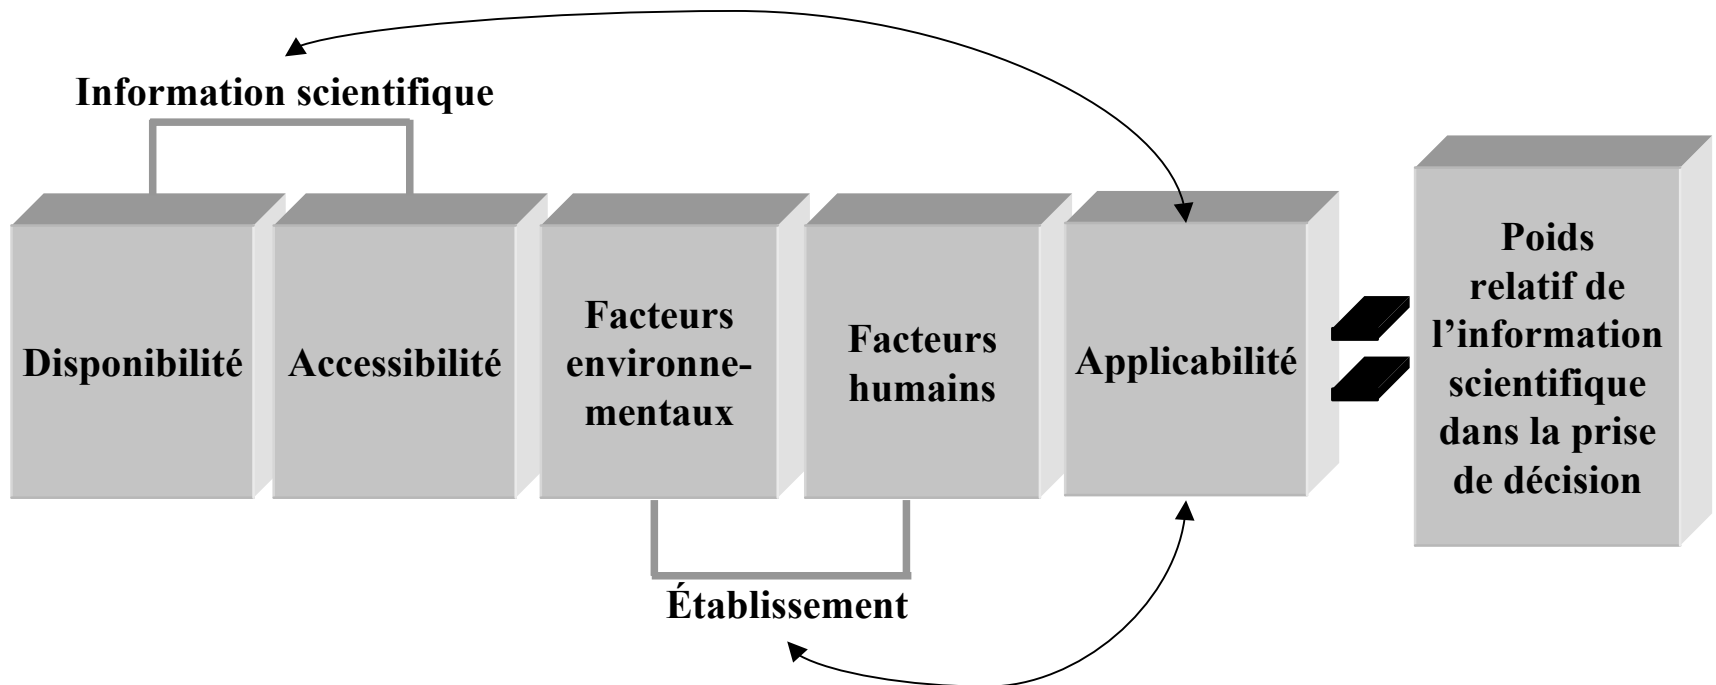 Information scientifique
Disponibilité
Accessibilité
Facteurs
environne-
mentaux
Facteurs
humains
Applicabilité
Poids
relatif de
l’information
scientifique
dans la prise
de décision
Établissement